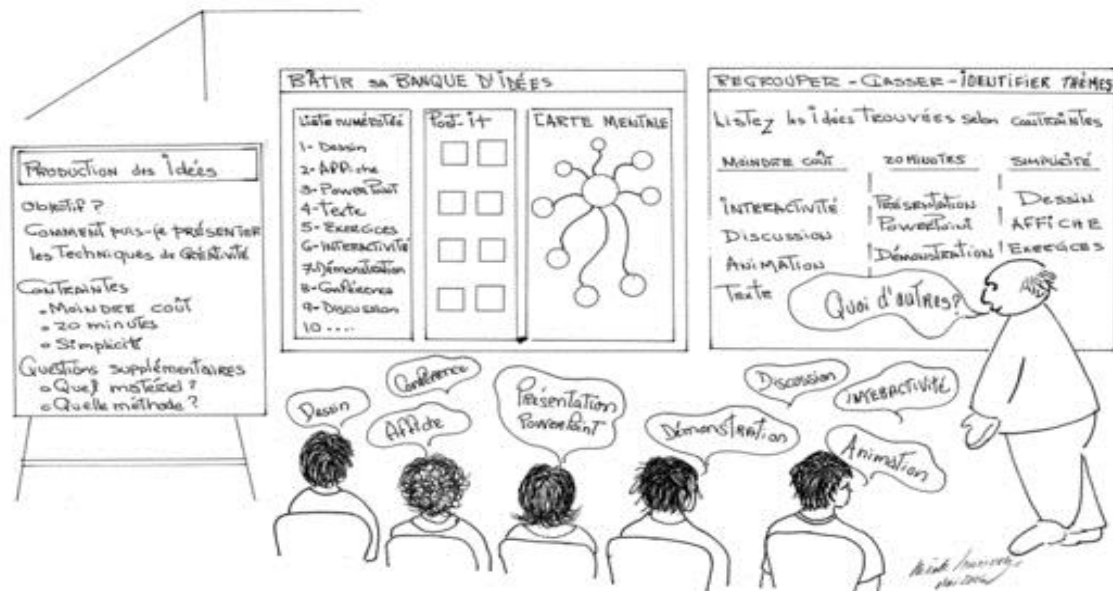 PRODUCTION des Idées
Objectif ?
COMMENT PUIS-je PRÉSENTER
les Techniques de CRÉATIVITÉ
CONTRAINTES
• MOINDRE COÛT
• 20 minutes
• Simplicité
Questions supplémentaires
• Quel matériel ?
• Quelle méthode ?
BÂTIR sa BANQUE D'IDÉES
Liste numérotée
1- Dessin
2- Affiche
3- PowerPoint
4- Texte
5- Exercices
6- INTERACTIVITÉ
7- Démonstration
8- Conférence
9- Discussion
10 ....
Post-it
CARTE MENTALE
REGROUPER - CLASSER - IDENTIFIER THÈMES
Listez les idées TROUVÉES selon CONTRAINTES
MOINDRE COÛT
INTERACTIVITÉ
Discussion
ANIMATION
Texte
20 MINUTES
PRÉSENTATION
PowerPoint
DÉMONSTRATION
SIMPLICITÉ
DESSIN
AFFICHE
EXERCICES
Quoi d'autres ?
Dessin
Conférence
Affiche
Présentation
PowerPoint
Démonstration
Discussion
INTERACTIVITÉ
Animation